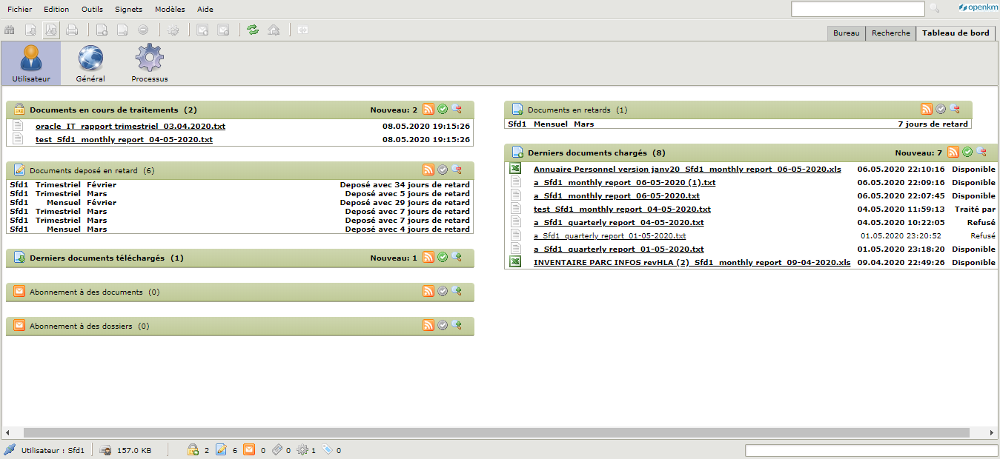 Fichier Edition Outils Signets Modèles Aide
openkm
Bureau Recherche Tableau de bord
Utilisateur Général Processus
Documents en cours de traitements (2) Nouveau: 2
oracle_IT_rapport trimestriel_03.04.2020.txt 08.05.2020 19:15:26
test_Sfd1_monthly report_04-05-2020.txt 08.05.2020 19:15:26
Documents deposé en retard (6)
Sfd1 Trimestriel Février Deposé avec 34 jours de retard
Sfd1 Trimestriel Mars Deposé avec 5 jours de retard
Sfd1 Mensuel Février Deposé avec 29 jours de retard
Sfd1 Trimestriel Mars Deposé avec 7 jours de retard
Sfd1 Trimestriel Mars Deposé avec 7 jours de retard
Sfd1 Mensuel Mars Deposé avec 4 jours de retard
Derniers documents téléchargés (1) Nouveau: 1
Abonnement à des documents (0)
Abonnement à des dossiers (0)
Documents en retards (1)
Sfd1 Mensuel Mars 7 jours de retard
Derniers documents chargés (8) Nouveau: 7
Annuaire Personnel version janv20_Sfd1_monthly report_06-05-2020.xls 06.05.2020 22:10:16 Disponible
a_Sfd1_monthly report_06-05-2020 (1).txt 06.05.2020 22:09:16 Disponible
a_Sfd1_monthly report_06-05-2020.txt 06.05.2020 22:07:45 Disponible
test_Sfd1_monthly report_04-05-2020.txt 04.05.2020 11:59:13 Traité par
a_Sfd1_quarterly report_04-05-2020.txt 04.05.2020 10:22:05 Refusé
a_Sfd1_quarterly report_01-05-2020.txt 01.05.2020 23:20:52 Refusé
a_Sfd1_quarterly report_01-05-2020.txt 01.05.2020 23:18:20 Disponible
INVENTAIRE PARC INFOS revHLA (2)_Sfd1_monthly report_09-04-2020.xls 09.04.2020 22:49:26 Disponible
Utilisateur : Sfd1 157.0 KB 2 6 0 0 1 0